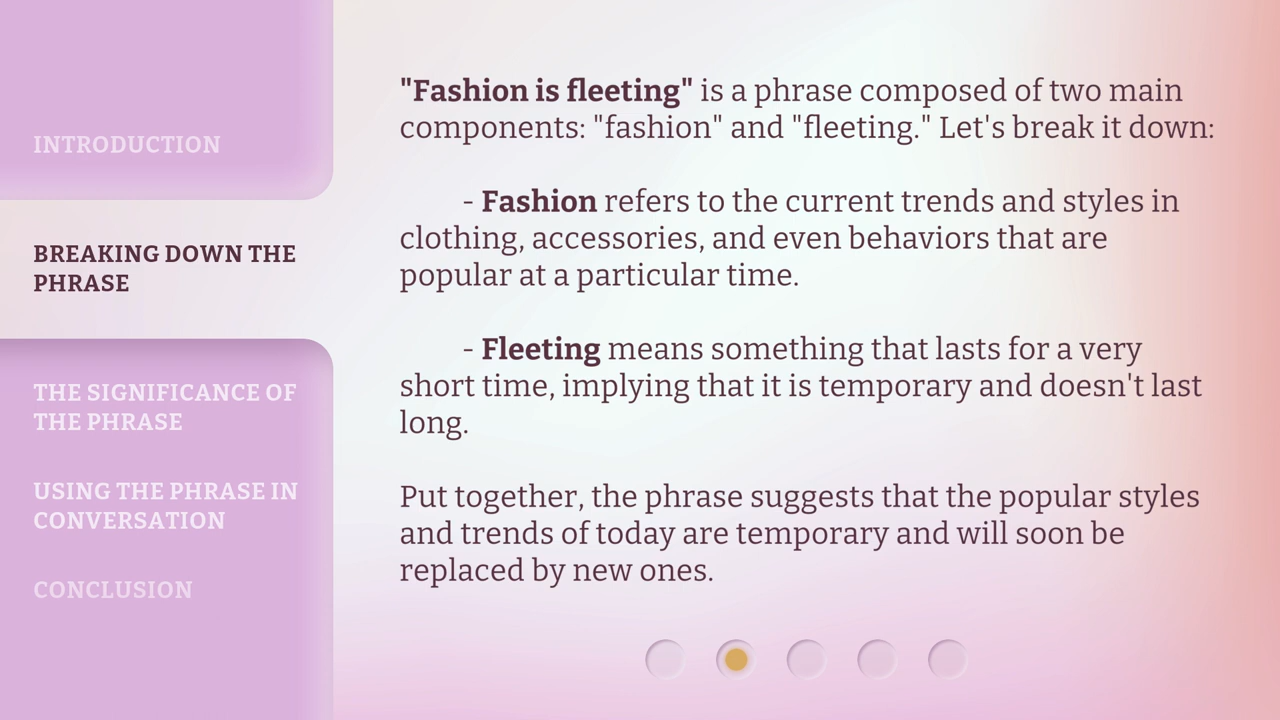 INTRODUCTION
BREAKING DOWN THE
PHRASE
THE SIGNIFICANCE OF
THE PHRASE
USING THE PHRASE IN
CONVERSATION
CONCLUSION
"Fashion is fleeting" is a phrase composed of two main
components: "fashion" and "fleeting." Let's break it down:
- Fashion refers to the current trends and styles in
clothing, accessories, and even behaviors that are
popular at a particular time.
- Fleeting means something that lasts for a very
short time, implying that it is temporary and doesn't last
long.
Put together, the phrase suggests that the popular styles
and trends of today are temporary and will soon be
replaced by new ones.